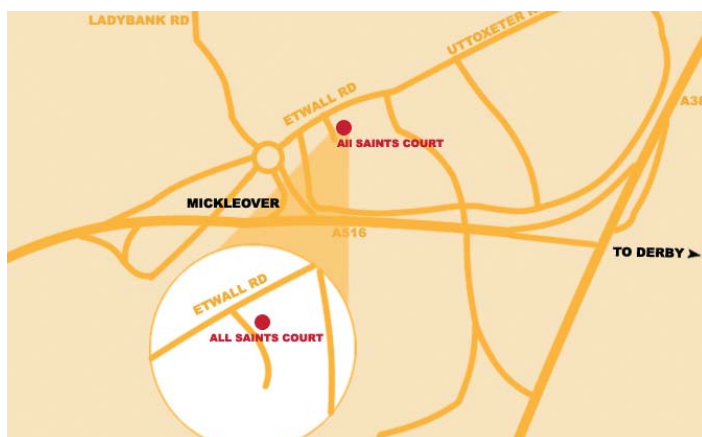 LADYBANK RD
UTTOXETER
ETWALL RD
A38
All SAINTS COURT
MICKLEOVER
A516
TO DERBY
ETWALL RD
ALL SAINTS COURT